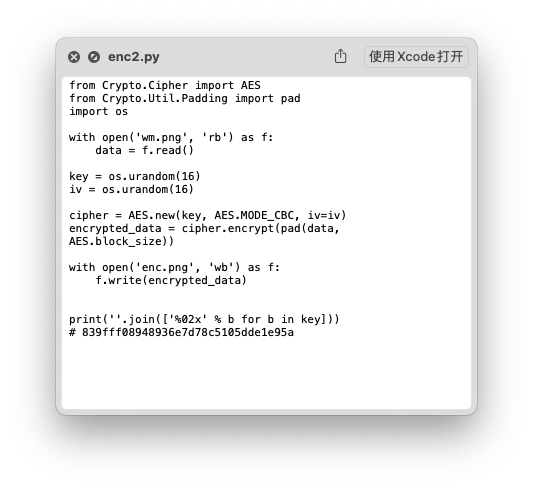 enc2.py
使用Xcode打开
from Crypto.Cipher import AES
from Crypto.Util.Padding import pad
import os
with open('wm.png', 'rb') as f:
    data = f.read()
key = os.urandom(16)
iv = os.urandom(16)
cipher = AES.new(key, AES.MODE_CBC, iv=iv)
encrypted_data = cipher.encrypt(pad(data,
AES.block_size))
with open('enc.png', 'wb') as f:
    f.write(encrypted_data)
print(''.join(['%02x' % b for b in key]))
# 839fff08948936e7d78c5105dde1e95a